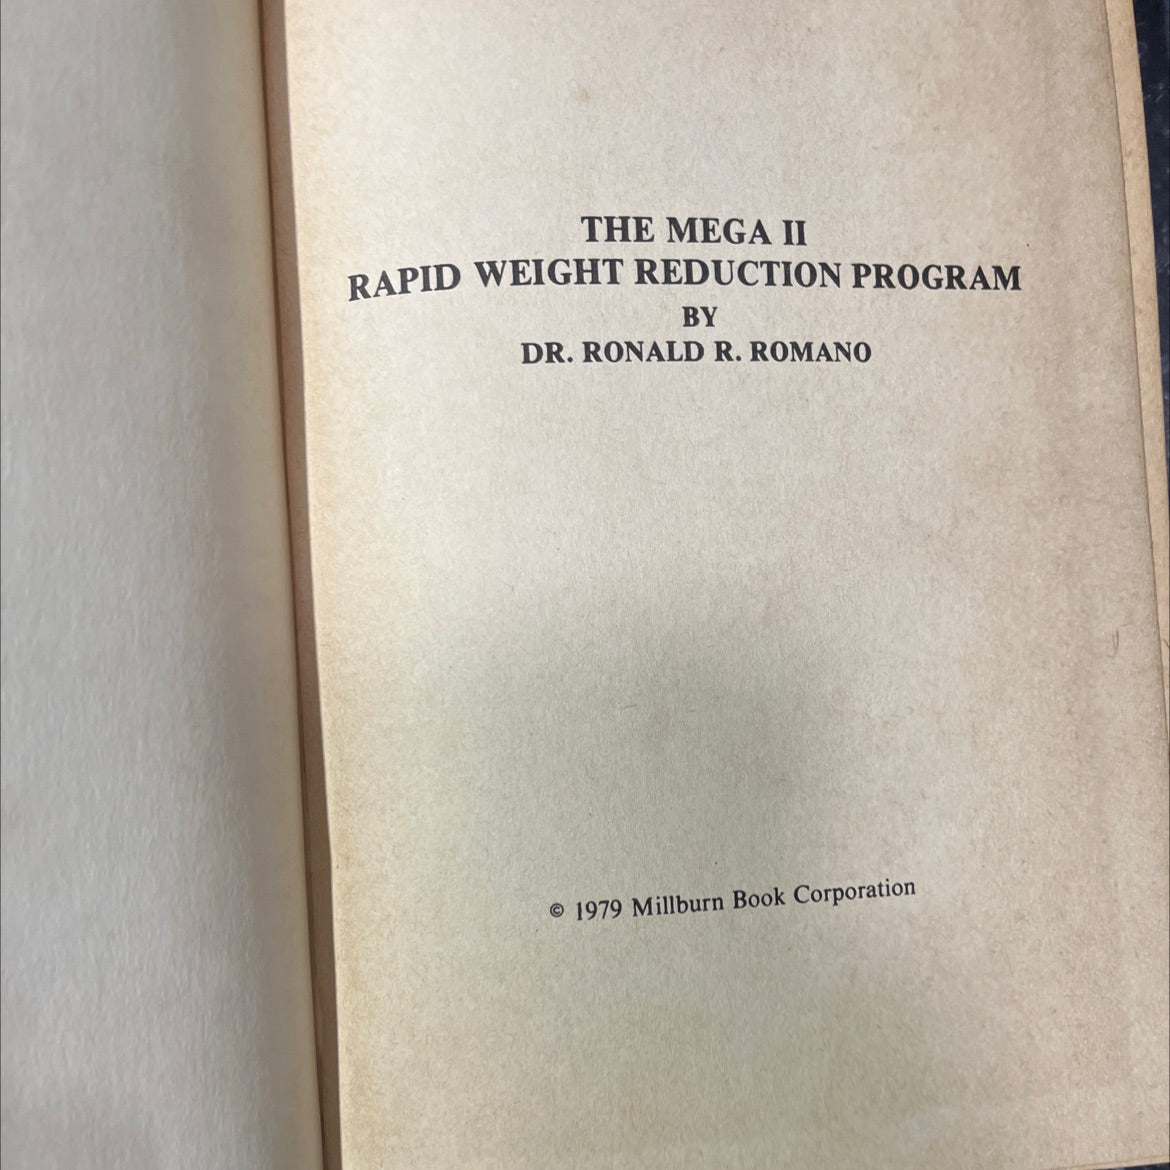 THE MEGA II
RAPID WEIGHT REDUCTION PROGRAM
BY
DR. RONALD R. ROMANO
© 1979 Millburn Book Corporation